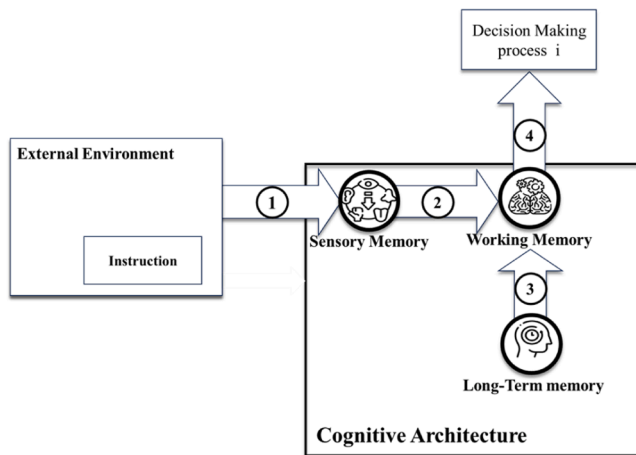 Decision Making
process i
4
External Environment
1
2
Sensory Memory
Working Memory
Instruction
3
Long-Term memory
Cognitive Architecture